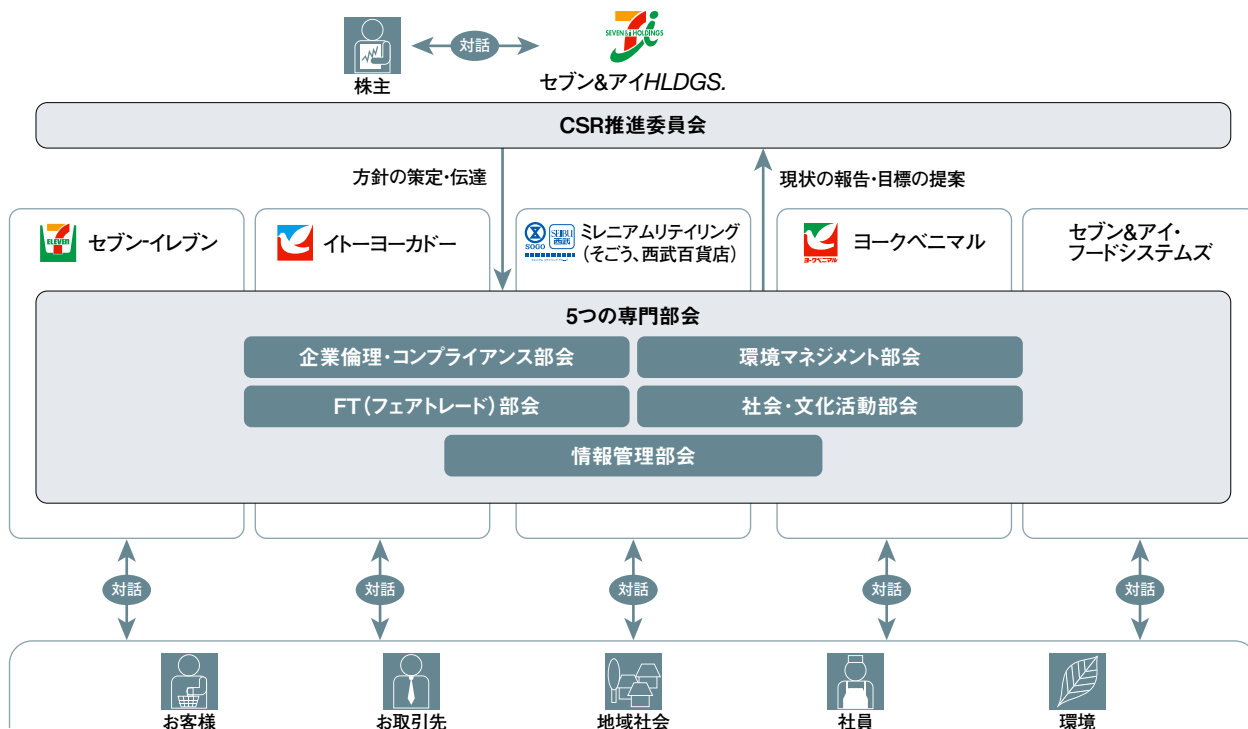 対話
SEVEN & i HOLDINGS
株主
セブン&アイHLDGS.
CSR推進委員会
方針の策定・伝達
現状の報告・目標の提案
ELEVEN
セブン-イレブン
イトーヨーカドー
SOGO
SEIBU
西武
ミレニアムリテイリング
(そごう、西武百貨店)
ヨークベニマル
ヨークベニマル
セブン&アイ・
フードシステムズ
5つの専門部会
企業倫理・コンプライアンス部会
環境マネジメント部会
FT(フェアトレード)部会
社会・文化活動部会
情報管理部会
対話
対話
対話
対話
対話
お客様
お取引先
地域社会
社員
環境